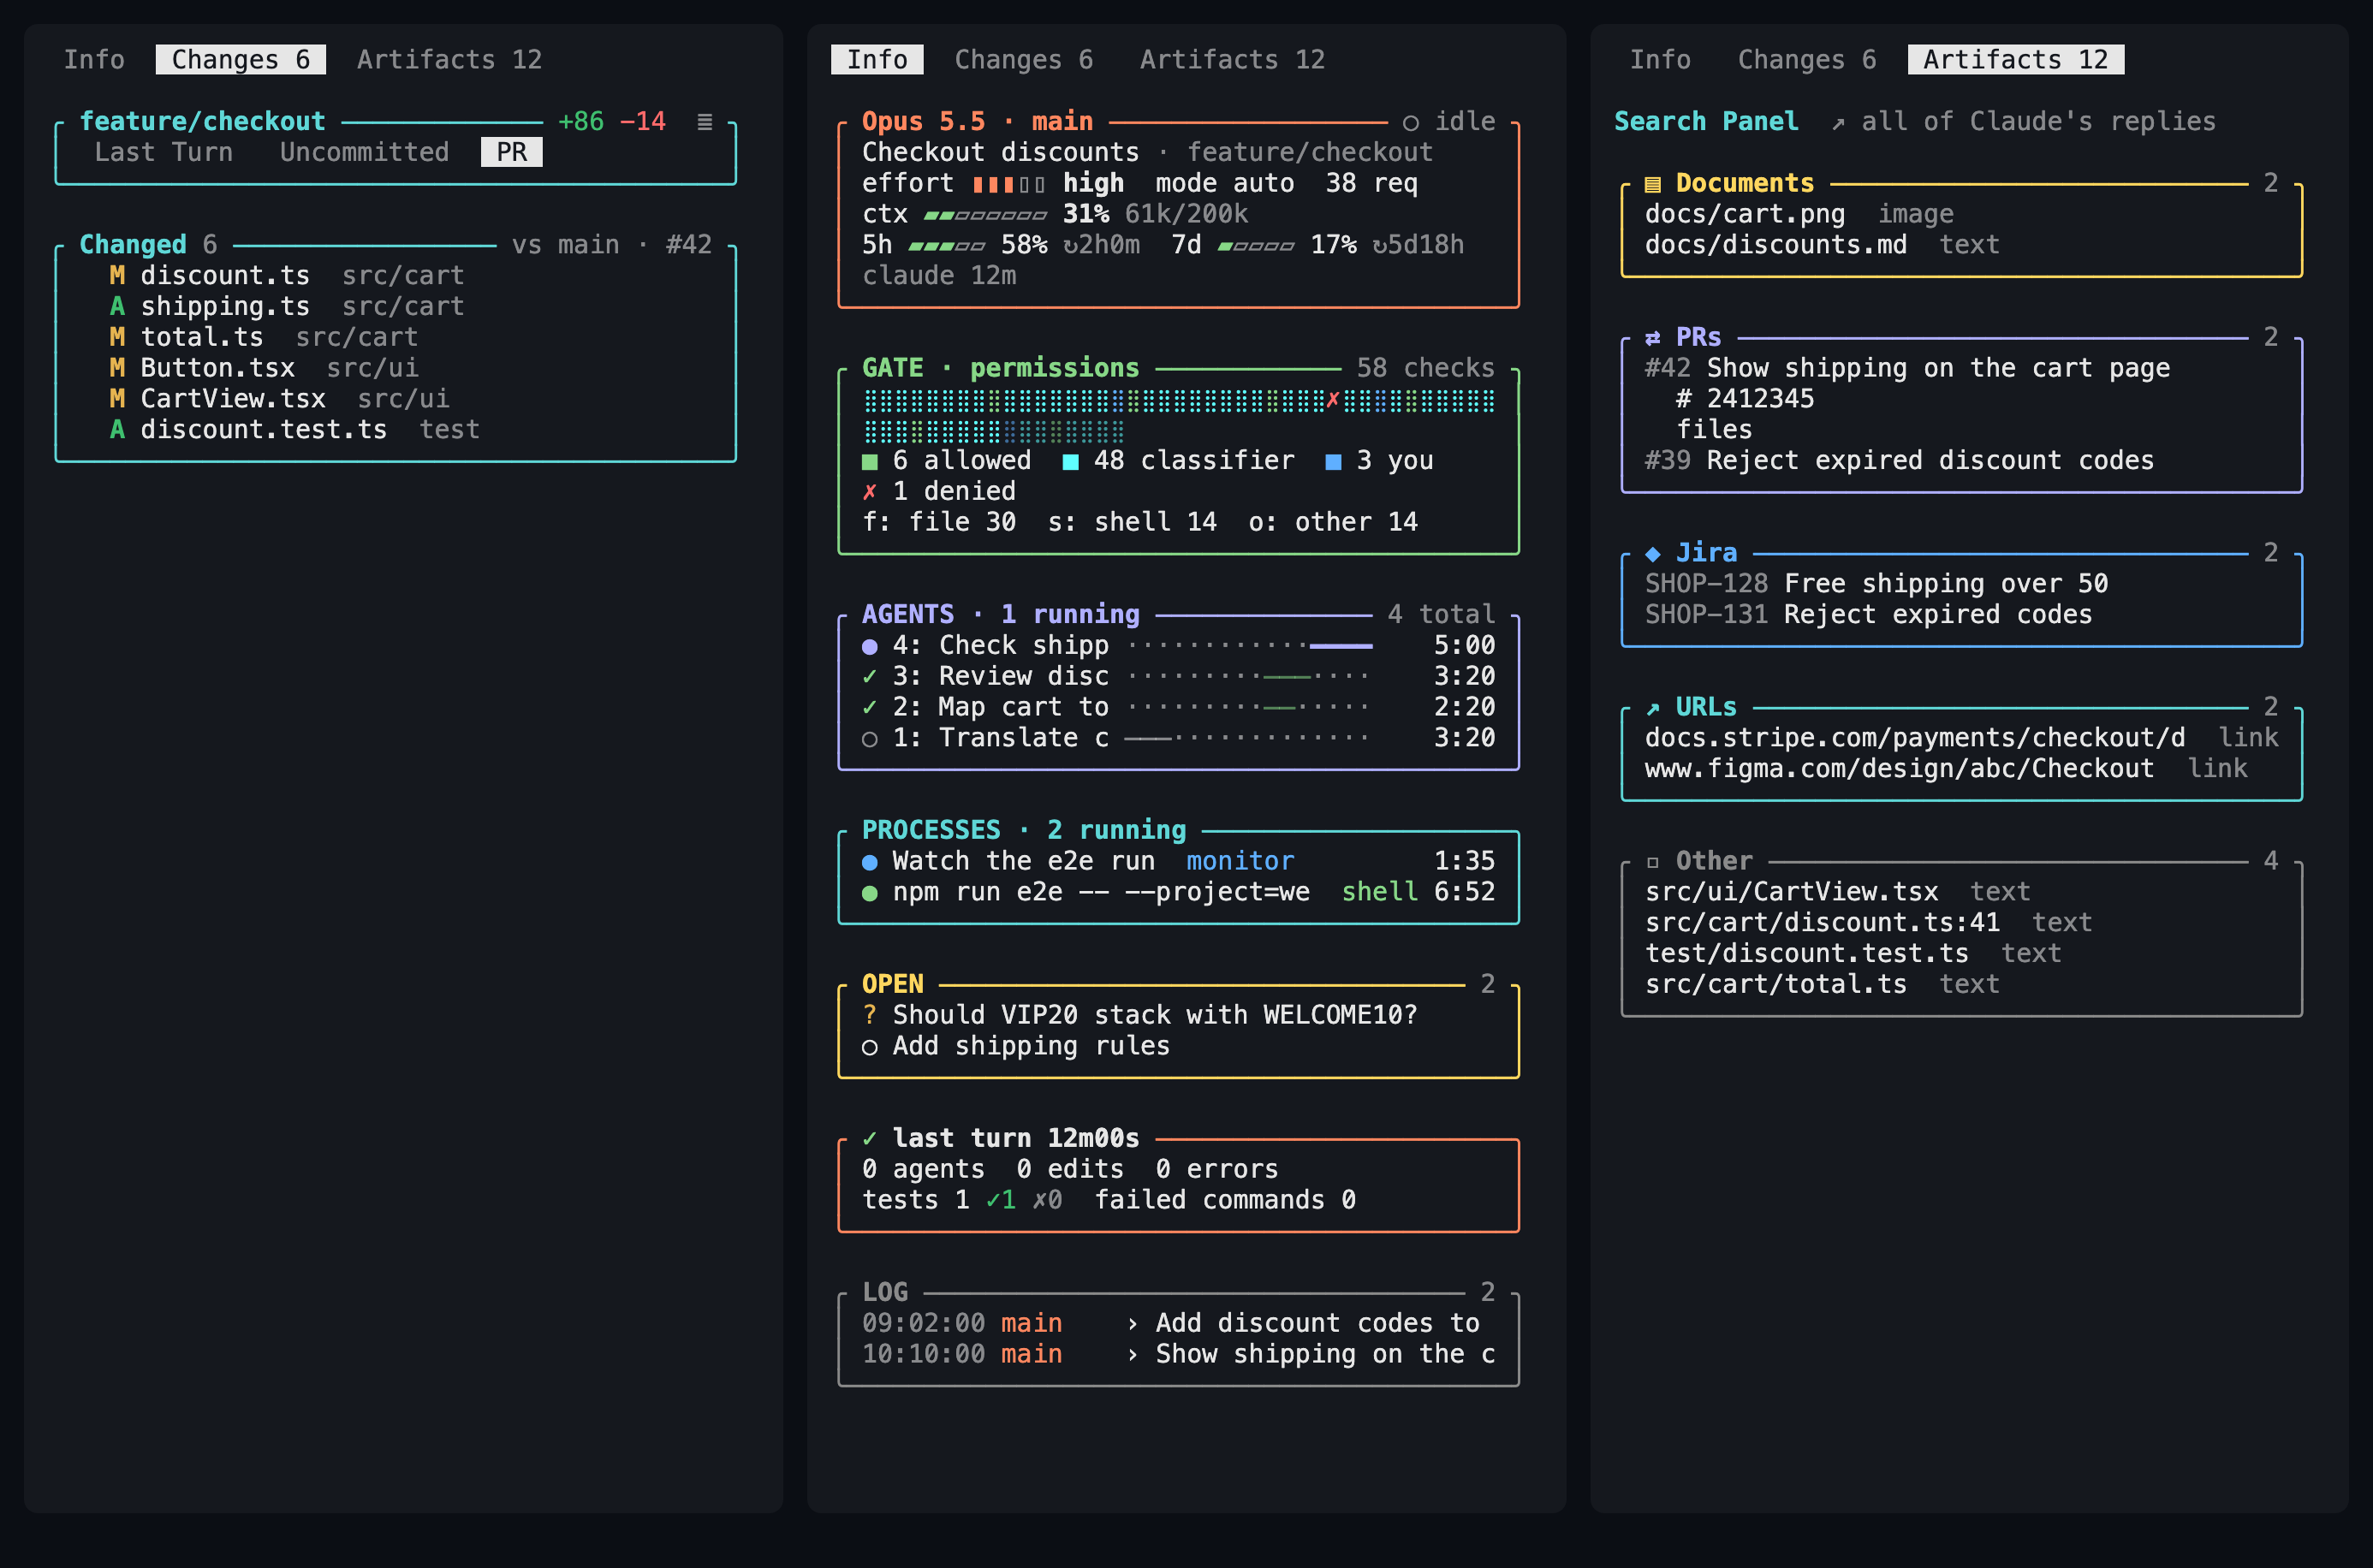 Info Changes 6 Artifacts 12
feature/checkout +86 −14 ≣
Last Turn Uncommitted PR
Changed 6 vs main · #42
M discount.ts src/cart
A shipping.ts src/cart
M total.ts src/cart
M Button.tsx src/ui
M CartView.tsx src/ui
A discount.test.ts test
Info Changes 6 Artifacts 12
Opus 5.5 · main ○ idle
Checkout discounts · feature/checkout
effort ▮▮▮▯▯ high mode auto 38 req
ctx ▰▰▱▱▱▱▱▱ 31% 61k/200k
5h ▰▰▰▱▱ 58% ↻2h0m 7d ▰▱▱▱▱ 17% ↻5d18h
claude 12m
GATE · permissions 58 checks
■ 6 allowed ■ 48 classifier ■ 3 you
✗ 1 denied
f: file 30 s: shell 14 o: other 14
AGENTS · 1 running 4 total
● 4: Check shipp 5:00
✓ 3: Review disc 3:20
✓ 2: Map cart to 2:20
○ 1: Translate c 3:20
PROCESSES · 2 running
● Watch the e2e run monitor 1:35
● npm run e2e -- --project=we shell 6:52
OPEN 2
? Should VIP20 stack with WELCOME10?
○ Add shipping rules
✓ last turn 12m00s
0 agents 0 edits 0 errors
tests 1 ✓1 ✗0 failed commands 0
LOG 2
09:02:00 main › Add discount codes to
10:10:00 main › Show shipping on the c
Info Changes 6 Artifacts 12
Search Panel ↗ all of Claude's replies
▤ Documents 2
docs/cart.png image
docs/discounts.md text
⇄ PRs 2
#42 Show shipping on the cart page
# 2412345
files
#39 Reject expired discount codes
◆ Jira 2
SHOP-128 Free shipping over 50
SHOP-131 Reject expired codes
↗ URLs 2
docs.stripe.com/payments/checkout/d link
www.figma.com/design/abc/Checkout link
▫ Other 4
src/ui/CartView.tsx text
src/cart/discount.ts:41 text
test/discount.test.ts text
src/cart/total.ts text